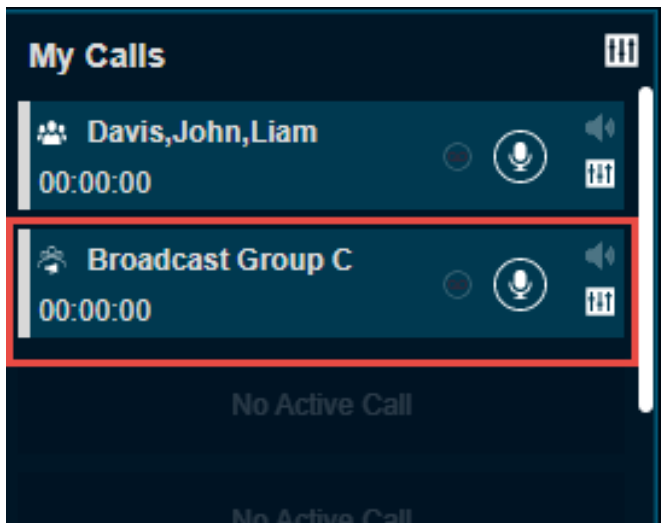 My Calls
Davis,John,Liam
00:00:00
Broadcast Group C
00:00:00
No Active Call
No Active Call